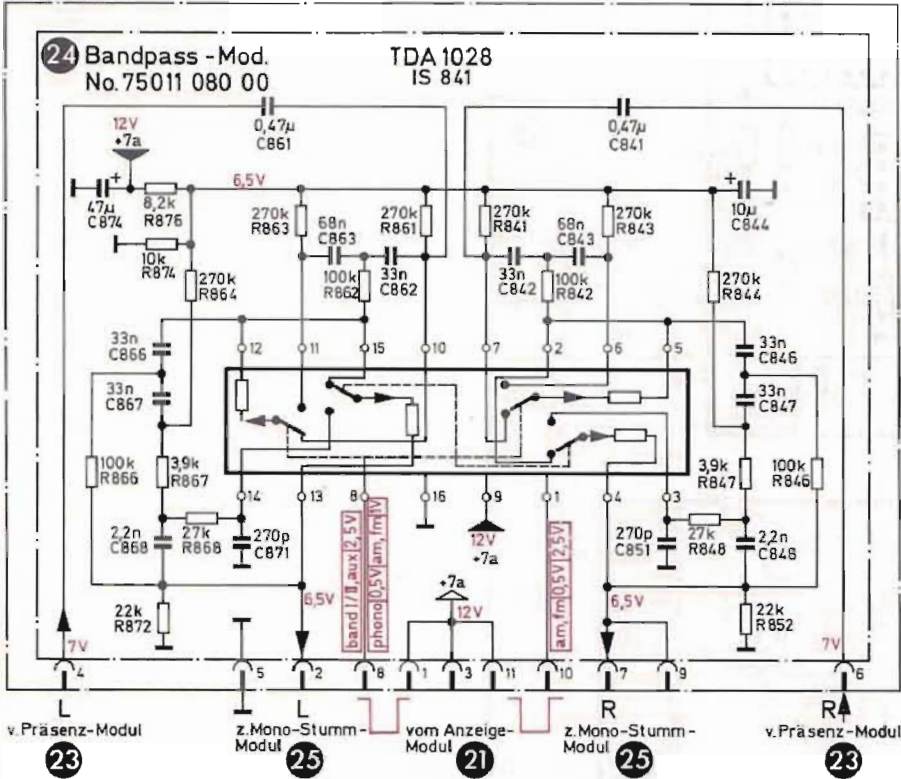 24 Bandpass - Mod.
No. 75011 080 00
TDA 1028
IS 841
0,47µ
C861
0,47µ
C841
12V
+7a
6,5V
47µ
C874
8,2k
R876
10k
R874
270k
R864
270k
R863
68n
C863
270k
R861
100k
R862
33n
C862
270k
R841
68n
C843
270k
R843
33n
C842
100k
R842
10µ
C844
270k
R844
33n
C866
33n
C867
33n
C846
33n
C847
12
11
15
10
7
2
6
5
100k
R866
3,9k
R867
3,9k
R847
100k
R846
14
13
8
16
9
1
4
3
2,2n
C868
27k
R868
270p
C871
12V
+7a
270p
C851
27k
R848
2,2n
C848
22k
R872
6,5V
band I/II, aux 2,5V
phono 0,5V am, fm 1V
+7a
12V
am, fm 0,5V 2,5V
6,5V
22k
R852
7V
7V
4
5
2
8
1
3
11
10
7
9
6
L
L
R
R
v. Präsenz-Modul
z. Mono-Stumm-
Modul
vom Anzeige-
Modul
z. Mono-Stumm-
Modul
v. Präsenz-Modul
23
25
21
25
23